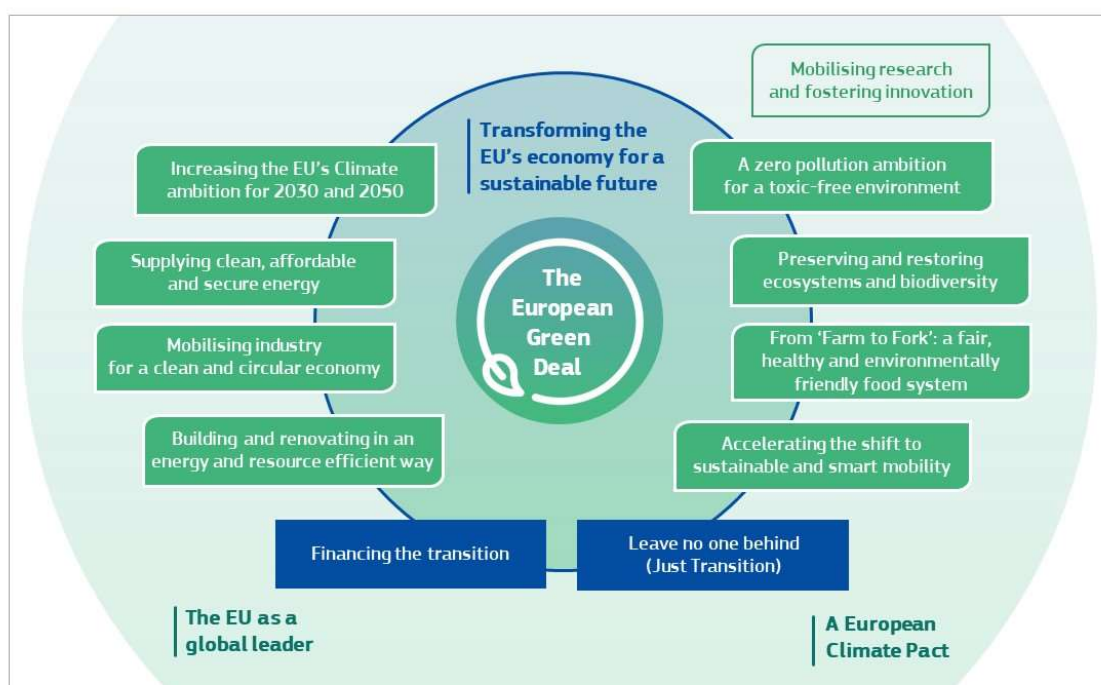 Mobilising research
and fostering innovation
Transforming the
EU's economy for a
sustainable future
Increasing the EU's Climate
ambition for 2030 and 2050
A zero pollution ambition
for a toxic-free environment
Supplying clean, affordable
and secure energy
Preserving and restoring
ecosystems and biodiversity
The
European
Green
Deal
Mobilising industry
for a clean and circular economy
From 'Farm to Fork': a fair,
healthy and environmentally
friendly food system
Building and renovating in an
energy and resource efficient way
Accelerating the shift to
sustainable and smart mobility
Financing the transition
Leave no one behind
(Just Transition)
The EU as a
global leader
A European
Climate Pact